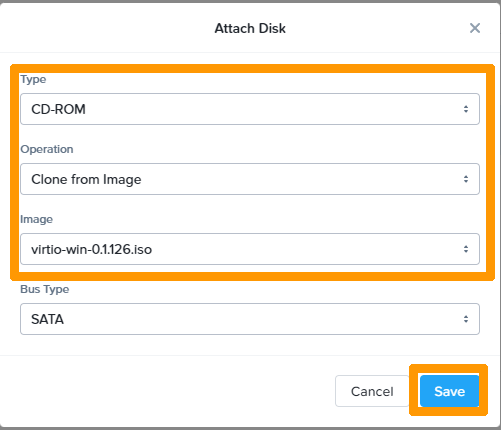 Attach Disk
Type
CD-ROM
Operation
Clone from Image
Image
virtio-win-0.1.126.iso
Bus Type
SATA
Cancel
Save